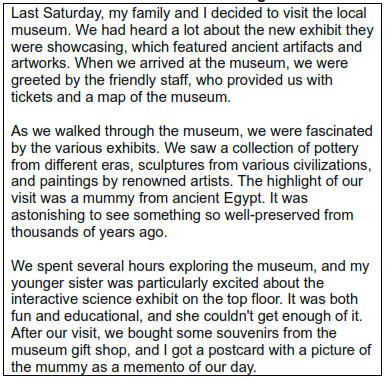 Last Saturday, my family and I decided to visit the local
museum. We had heard a lot about the new exhibit they
were showcasing, which featured ancient artifacts and
artworks. When we arrived at the museum, we were
greeted by the friendly staff, who provided us with
tickets and a map of the museum.

As we walked through the museum, we were fascinated
by the various exhibits. We saw a collection of pottery
from different eras, sculptures from various civilizations,
and paintings by renowned artists. The highlight of our
visit was a mummy from ancient Egypt. It was
astonishing to see something so well-preserved from
thousands of years ago.

We spent several hours exploring the museum, and my
younger sister was particularly excited about the
interactive science exhibit on the top floor. It was both
fun and educational, and she couldn't get enough of it.
After our visit, we bought some souvenirs from the
museum gift shop, and I got a postcard with a picture of
the mummy as a memento of our day.